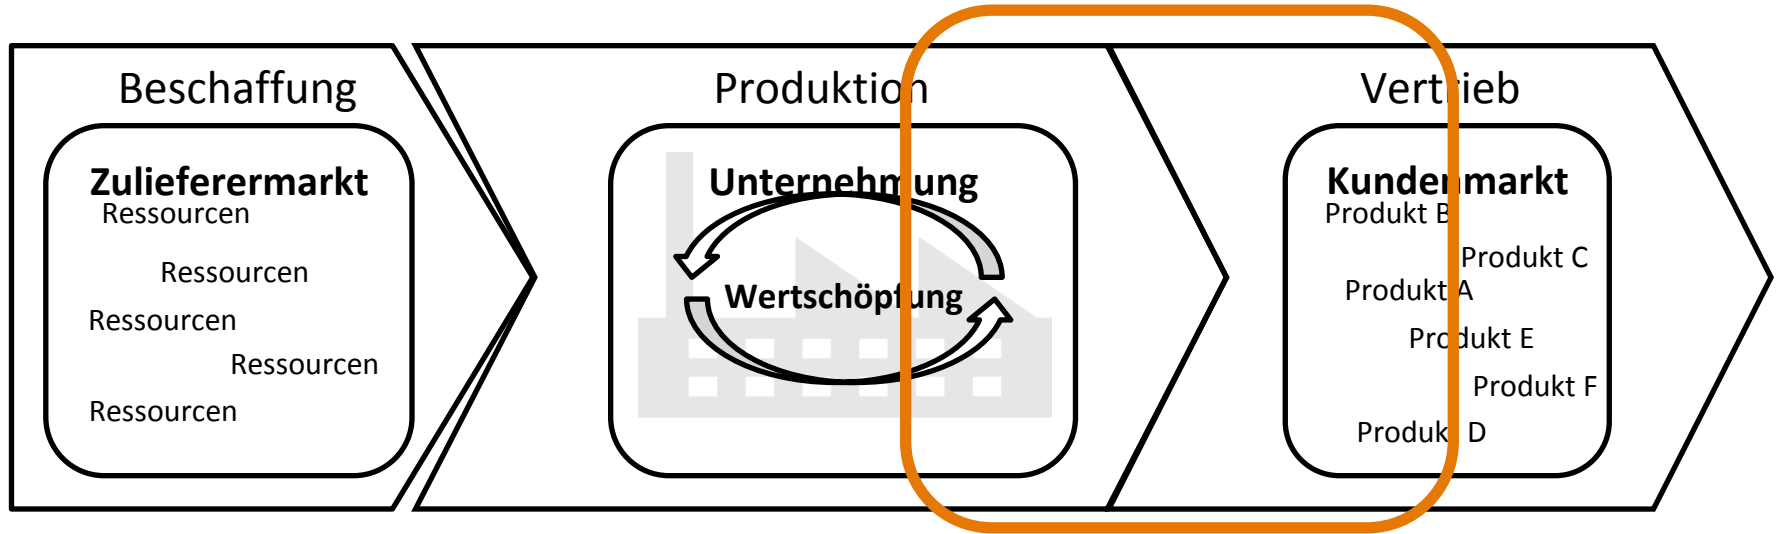 Beschaffung
Zulieferermarkt
Ressourcen
Ressourcen
Ressourcen
Ressourcen
Ressourcen
Produktion
Unternehmung
Wertschöpfung
Vertrieb
Kundenmarkt
Produkt B
Produkt C
Produkt A
Produkt E
Produkt F
Produkt D